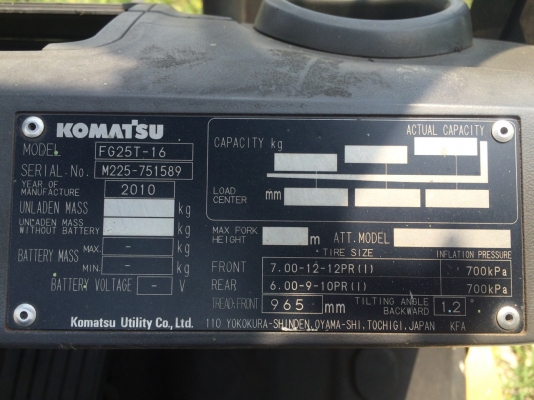 KOMATSU
MODEL FG25T-16
SERIAL. No. M225-751589
YEAR OF MANUFACTURE 2010
UNLADEN MASS kg
UNLADEN MASS WITHOUT BATTERY kg
BATTERY MASS MAX. - kg
MIN. - kg
BATTERY VOLTAGE - V
CAPACITY kg
ACTUAL CAPACITY
LOAD CENTER mm
MAX FORK HEIGHT m ATT. MODEL
TIRE SIZE INFLATION PRESSURE
FRONT 7.00-12-12PR(I) 700kPa
REAR 6.00-9-10PR(I) 700kPa
TREAD:FRONT 965 mm TILTING ANGLE BACKWARD 1.2°
Komatsu Utility Co., Ltd. 110 YOKOKURA-SHINDEN, OYAMA-SHI, TOCHIGI, JAPAN KFA